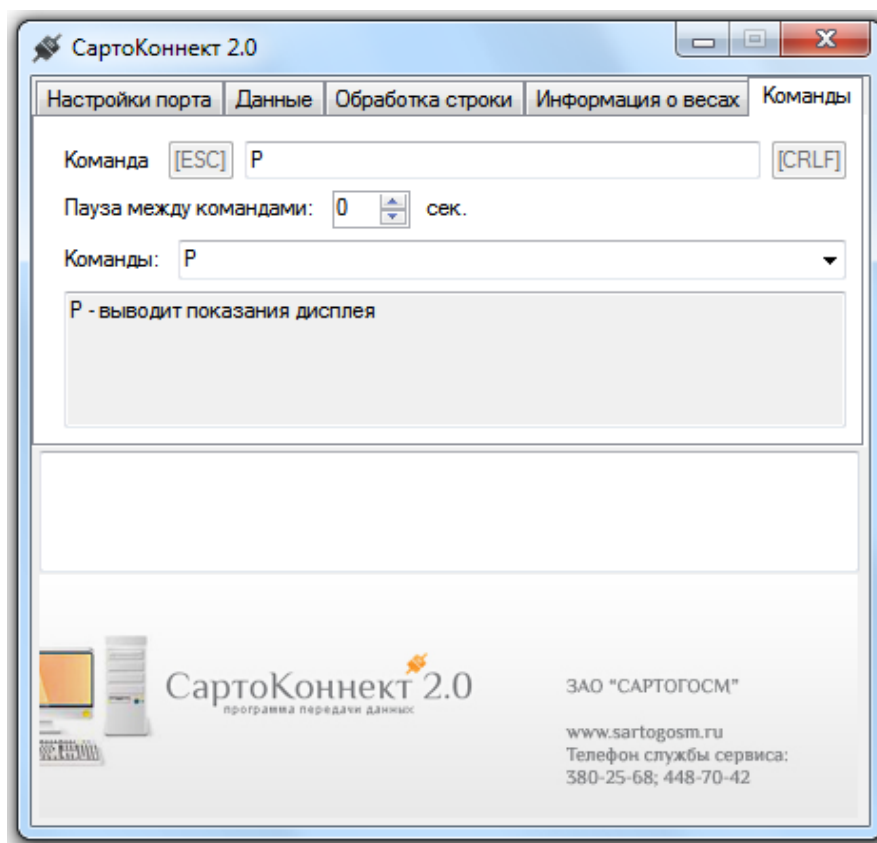 СартоКоннект 2.0
Настройки порта Данные Обработка строки Информация о весах Команды
Команда [ESC] P [CRLF]
Пауза между командами: 0 сек.
Команды: P
P - выводит показания дисплея
СартоКоннект 2.0
программа передачи данных
ЗАО "САРТОГОСМ"
www.sartogosm.ru
Телефон службы сервиса:
380-25-68; 448-70-42